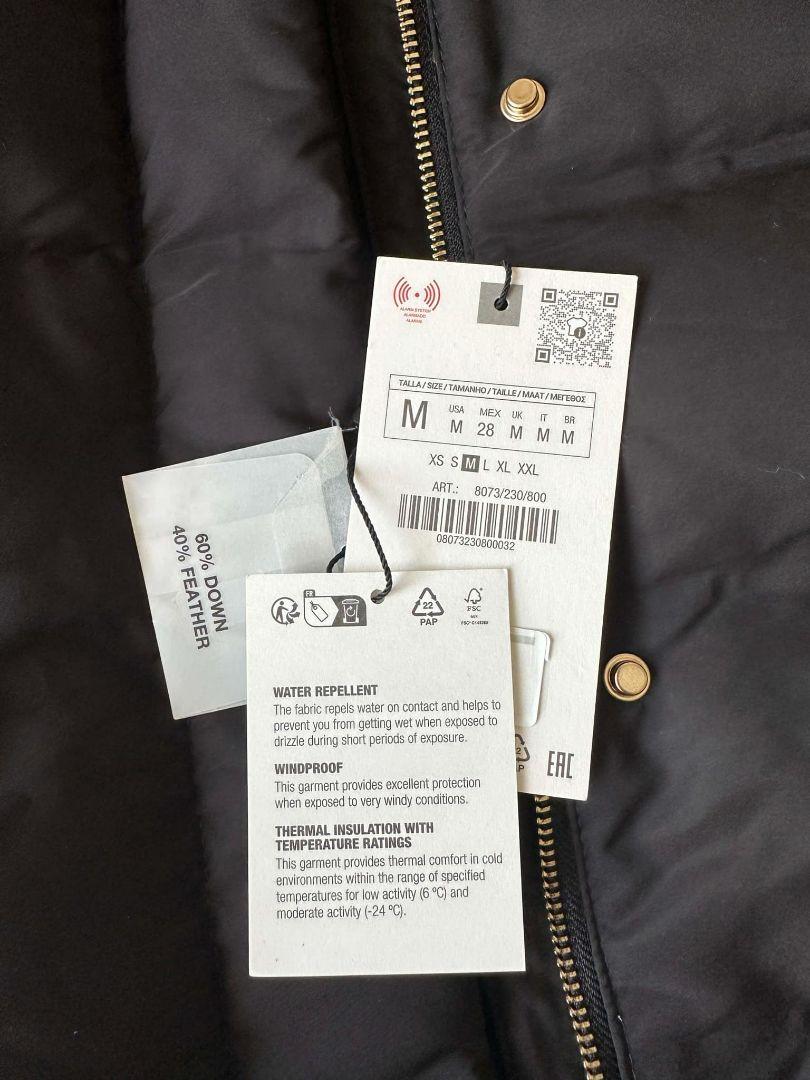 ALARM SYSTEM
ALARMADO
ALARME
TALLA / SIZE / TAMANHO / TAILLE / MAAT / ΜΕΓΕΘΟΣ
M USA M MEX 28 UK M IT M BR M
XS S M L XL XXL
ART.: 8073/230/800
08073230800032
60% DOWN
40% FEATHER
FR
22
PAP
FSC
MIX
WATER REPELLENT
The fabric repels water on contact and helps to
prevent you from getting wet when exposed to
drizzle during short periods of exposure.
WINDPROOF
This garment provides excellent protection
when exposed to very windy conditions.
THERMAL INSULATION WITH
TEMPERATURE RATINGS
This garment provides thermal comfort in cold
environments within the range of specified
temperatures for low activity (6 ºC) and
moderate activity (-24 ºC).
EAC